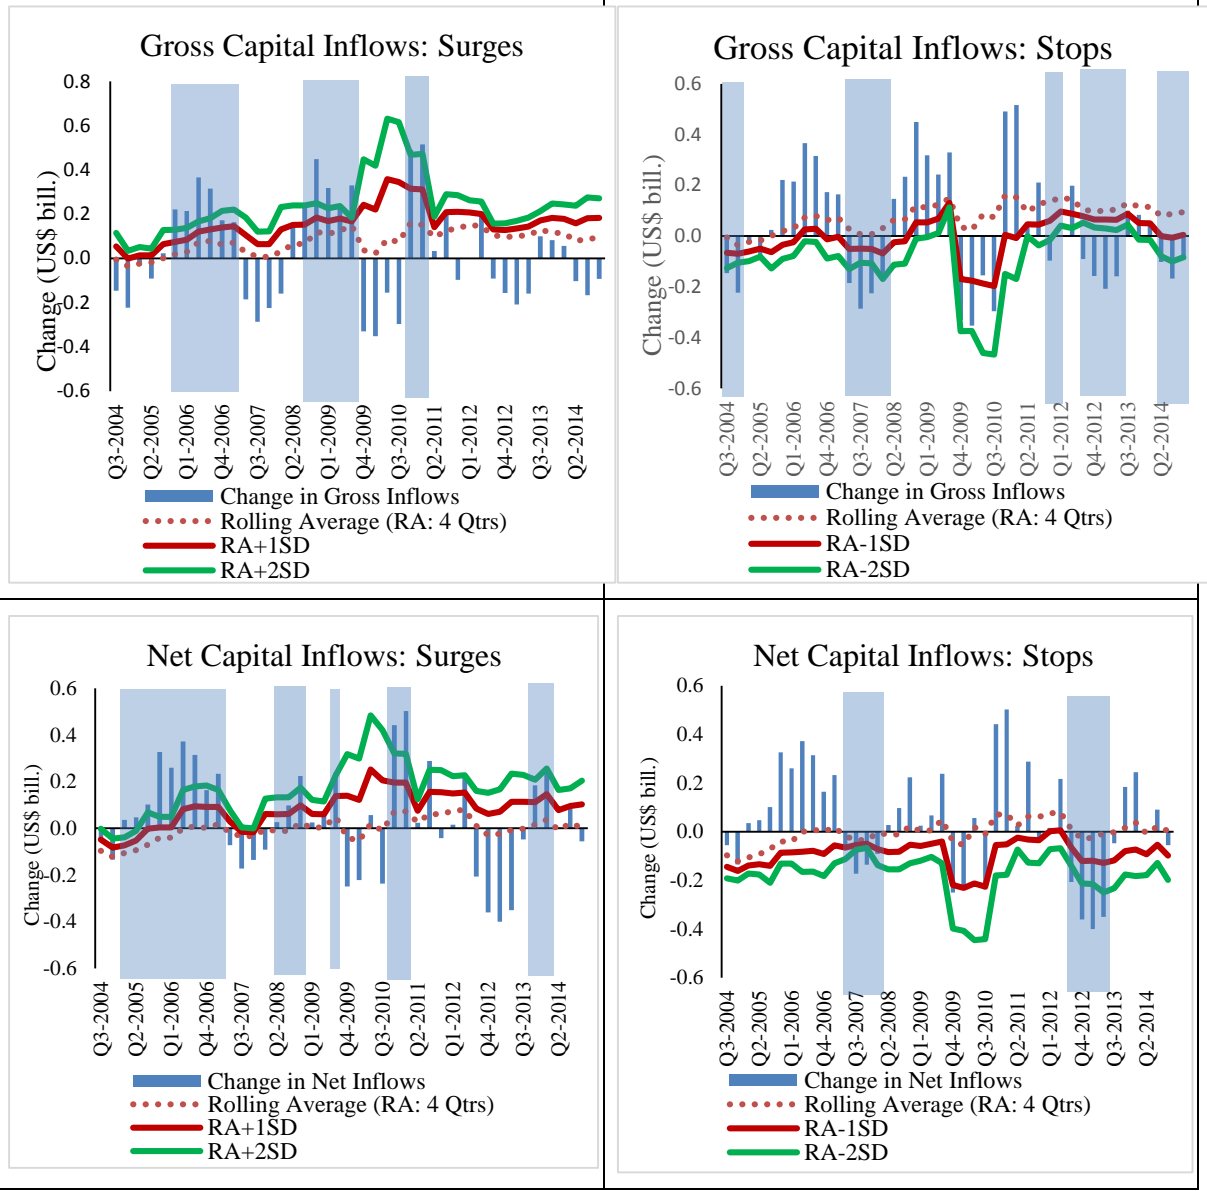 Gross Capital Inflows: Surges
Change (US$ bill.)
0.8
0.6
0.4
0.2
0.0
-0.2
-0.4
-0.6
Q3-2004
Q2-2005
Q1-2006
Q4-2006
Q3-2007
Q2-2008
Q1-2009
Q4-2009
Q3-2010
Q2-2011
Q1-2012
Q4-2012
Q3-2013
Q2-2014
Change in Gross Inflows
Rolling Average (RA: 4 Qtrs)
RA+1SD
RA+2SD
Gross Capital Inflows: Stops
Change (US$ bill.)
0.6
0.4
0.2
0.0
-0.2
-0.4
-0.6
Q3-2004
Q2-2005
Q1-2006
Q4-2006
Q3-2007
Q2-2008
Q1-2009
Q4-2009
Q3-2010
Q2-2011
Q1-2012
Q4-2012
Q3-2013
Q2-2014
Change in Gross Inflows
Rolling Average (RA: 4 Qtrs)
RA-1SD
RA-2SD
Net Capital Inflows: Surges
Change (US$ bill.)
0.6
0.4
0.2
0.0
-0.2
-0.4
-0.6
Q3-2004
Q2-2005
Q1-2006
Q4-2006
Q3-2007
Q2-2008
Q1-2009
Q4-2009
Q3-2010
Q2-2011
Q1-2012
Q4-2012
Q3-2013
Q2-2014
Change in Net Inflows
Rolling Average (RA: 4 Qtrs)
RA+1SD
RA+2SD
Net Capital Inflows: Stops
Change (US$ bill.)
0.6
0.4
0.2
0.0
-0.2
-0.4
-0.6
Q3-2004
Q2-2005
Q1-2006
Q4-2006
Q3-2007
Q2-2008
Q1-2009
Q4-2009
Q3-2010
Q2-2011
Q1-2012
Q4-2012
Q3-2013
Q2-2014
Change in Net Inflows
Rolling Average (RA: 4 Qtrs)
RA-1SD
RA-2SD